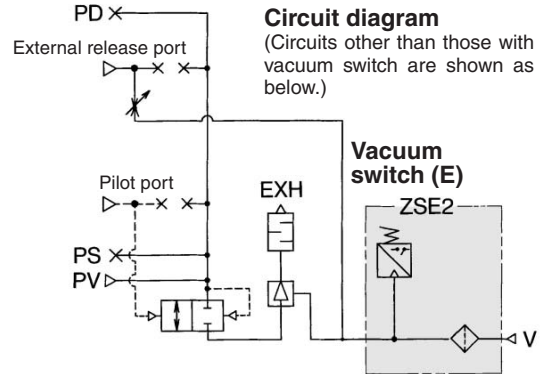 PD
Circuit diagram
(Circuits other than those with
vacuum switch are shown as
below.)
External release port
Vacuum
switch (E)
Pilot port
EXH
ZSE2
PS
PV
V